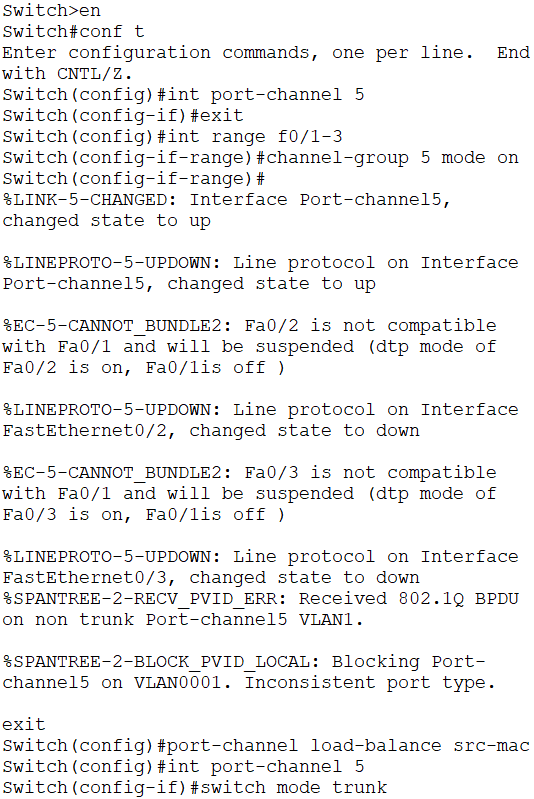 Switch>en
Switch#conf t
Enter configuration commands, one per line.  End
with CNTL/Z.
Switch(config)#int port-channel 5
Switch(config-if)#exit
Switch(config)#int range f0/1-3
Switch(config-if-range)#channel-group 5 mode on
Switch(config-if-range)#
%LINK-5-CHANGED: Interface Port-channel5,
changed state to up

%LINEPROTO-5-UPDOWN: Line protocol on Interface
Port-channel5, changed state to up

%EC-5-CANNOT_BUNDLE2: Fa0/2 is not compatible
with Fa0/1 and will be suspended (dtp mode of
Fa0/2 is on, Fa0/1is off )

%LINEPROTO-5-UPDOWN: Line protocol on Interface
FastEthernet0/2, changed state to down

%EC-5-CANNOT_BUNDLE2: Fa0/3 is not compatible
with Fa0/1 and will be suspended (dtp mode of
Fa0/3 is on, Fa0/1is off )

%LINEPROTO-5-UPDOWN: Line protocol on Interface
FastEthernet0/3, changed state to down
%SPANTREE-2-RECV_PVID_ERR: Received 802.1Q BPDU
on non trunk Port-channel5 VLAN1.

%SPANTREE-2-BLOCK_PVID_LOCAL: Blocking Port-
channel5 on VLAN0001. Inconsistent port type.

exit
Switch(config)#port-channel load-balance src-mac
Switch(config)#int port-channel 5
Switch(config-if)#switch mode trunk